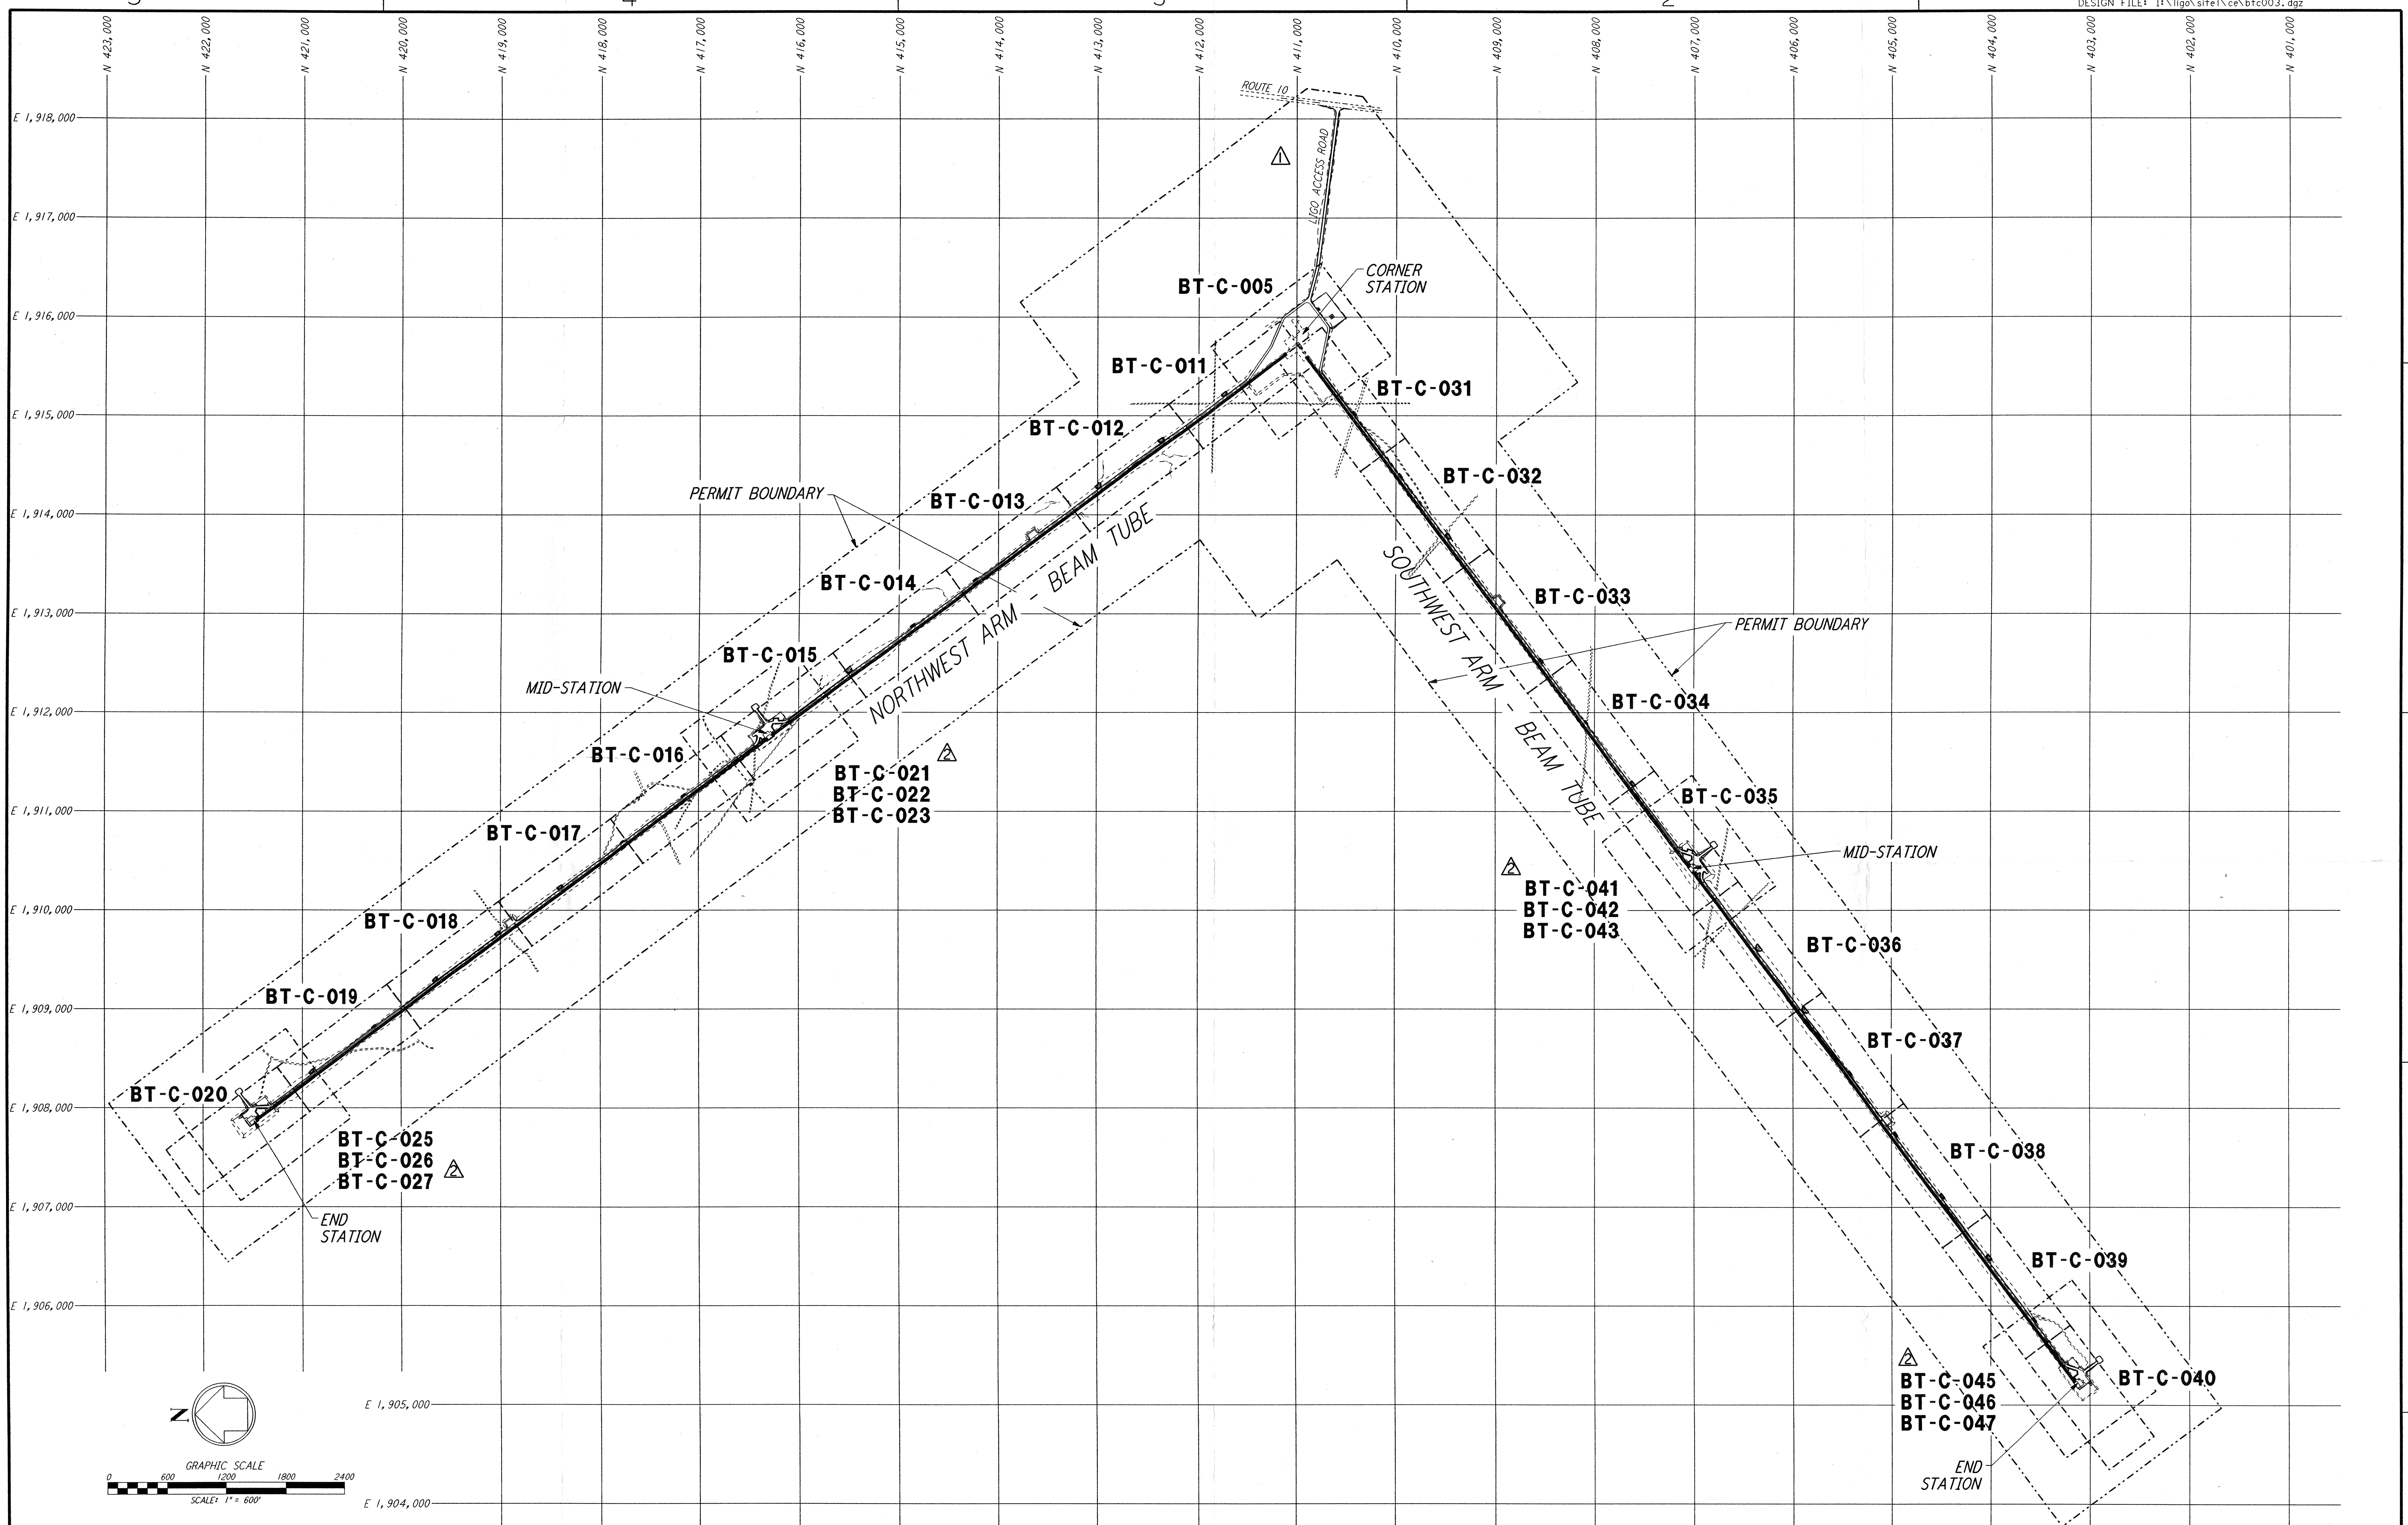 DESIGN FILE: I:\ligo\site1\ce\btc003.dgz
N 423,000
N 422,000
N 421,000
N 420,000
N 419,000
N 418,000
N 417,000
N 416,000
N 415,000
N 414,000
N 413,000
N 412,000
N 411,000
N 410,000
N 409,000
N 408,000
N 407,000
N 406,000
N 405,000
N 404,000
N 403,000
N 402,000
N 401,000
ROUTE 10
E 1,918,000
1
LIGO ACCESS ROAD
E 1,917,000
CORNER
STATION
BT-C-005
E 1,916,000
BT-C-011
BT-C-031
E 1,915,000
BT-C-012
BT-C-032
PERMIT BOUNDARY
BT-C-013
E 1,914,000
NORTHWEST ARM - BEAM TUBE
SOUTHWEST ARM - BEAM TUBE
BT-C-014
BT-C-033
E 1,913,000
PERMIT BOUNDARY
BT-C-015
MID-STATION
BT-C-034
E 1,912,000
BT-C-016
2
BT-C-021
BT-C-022
BT-C-023
BT-C-035
E 1,911,000
BT-C-017
MID-STATION
2
BT-C-041
BT-C-042
BT-C-043
E 1,910,000
BT-C-018
BT-C-036
BT-C-019
E 1,909,000
BT-C-037
BT-C-020
E 1,908,000
BT-C-025
BT-C-026
BT-C-027
2
BT-C-038
E 1,907,000
END
STATION
BT-C-039
E 1,906,000
2
BT-C-045
BT-C-046
BT-C-047
BT-C-040
E 1,905,000
N
END
STATION
GRAPHIC SCALE
0 600 1200 1800 2400
SCALE: 1" = 600'
E 1,904,000